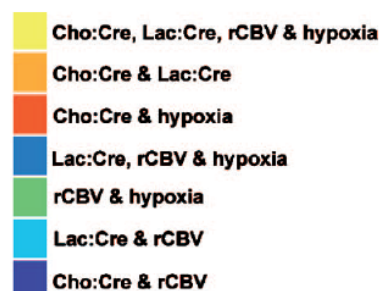 Cho:Cre, Lac:Cre, rCBV & hypoxia
Cho:Cre & Lac:Cre
Cho:Cre & hypoxia
Lac:Cre, rCBV & hypoxia
rCBV & hypoxia
Lac:Cre & rCBV
Cho:Cre & rCBV